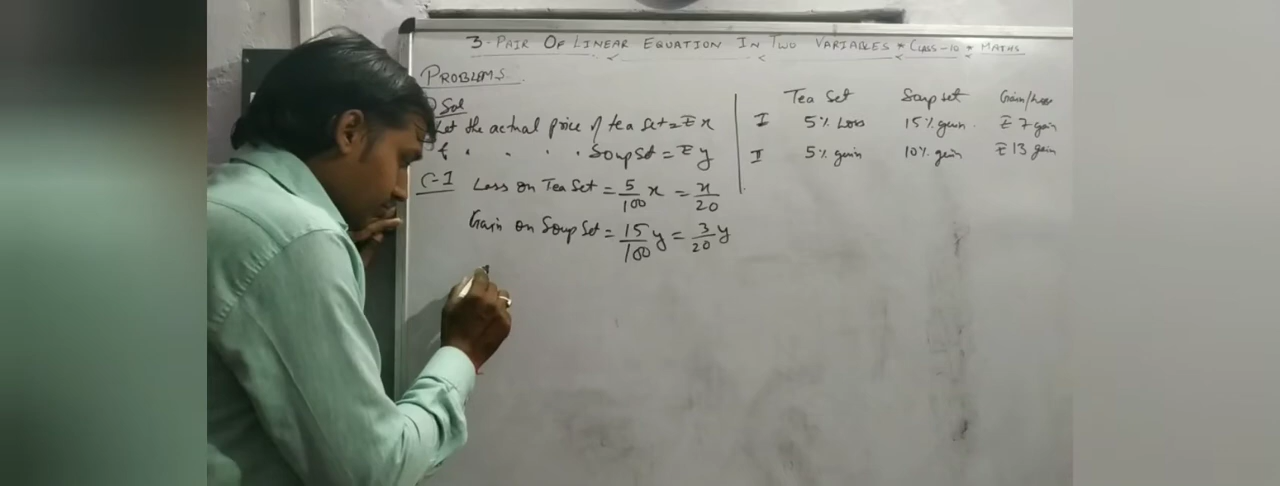 3-PAIR OF LINEAR EQUATION IN TWO VARIABLES * CLASS-10 * MATHS
PROBLEMS
Sol
Let the actual price of tea set = ₹ x
" " " " Soup Set = ₹ y
C-I Loss on Tea Set = 5/100 x = x/20
Gain on Soup Set = 15/100 y = 3/20 y
Tea Set Soup set Gain/Loss
I 5% Loss 15% gain ₹ 7 gain
II 5% gain 10% gain ₹ 13 gain